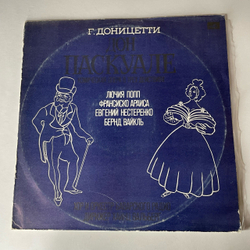 Г. ДОНИЦЕТТИ
ДОН
ПАСКУАЛЕ
ЛЮЧИЯ ПОПП
ФРАНСИСКО АРАИСА
ЕВГЕНИЙ НЕСТЕРЕНКО
БЕРНД ВАЙКЛЬ